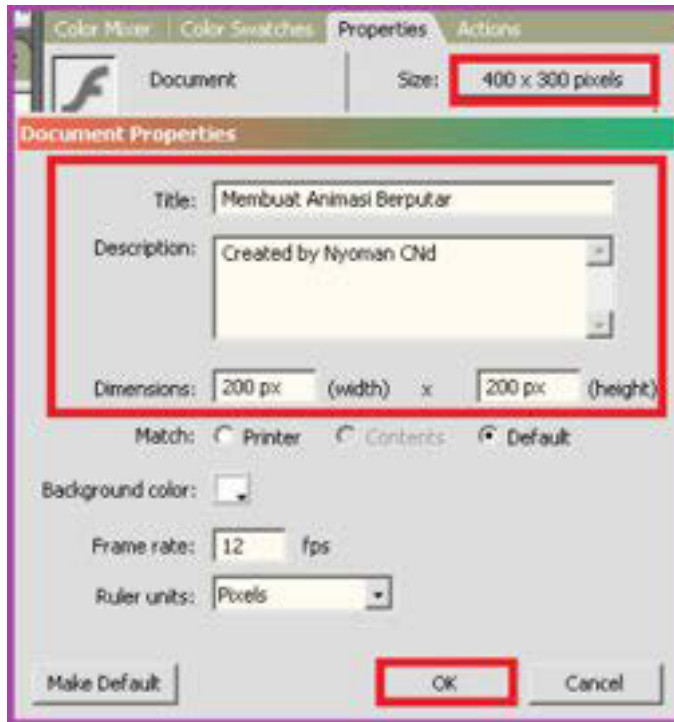 Color Mixer Color Swatches Properties Actions
Document Size: 400 x 300 pixels
Document Properties
Title: Membuat Animasi Berputar
Description: Created by Nyoman CNd
Dimensions: 200 px (width) x 200 px (height)
Match: Printer Contents Default
Background color:
Frame rate: 12 fps
Ruler units: Pixels
Make Default OK Cancel